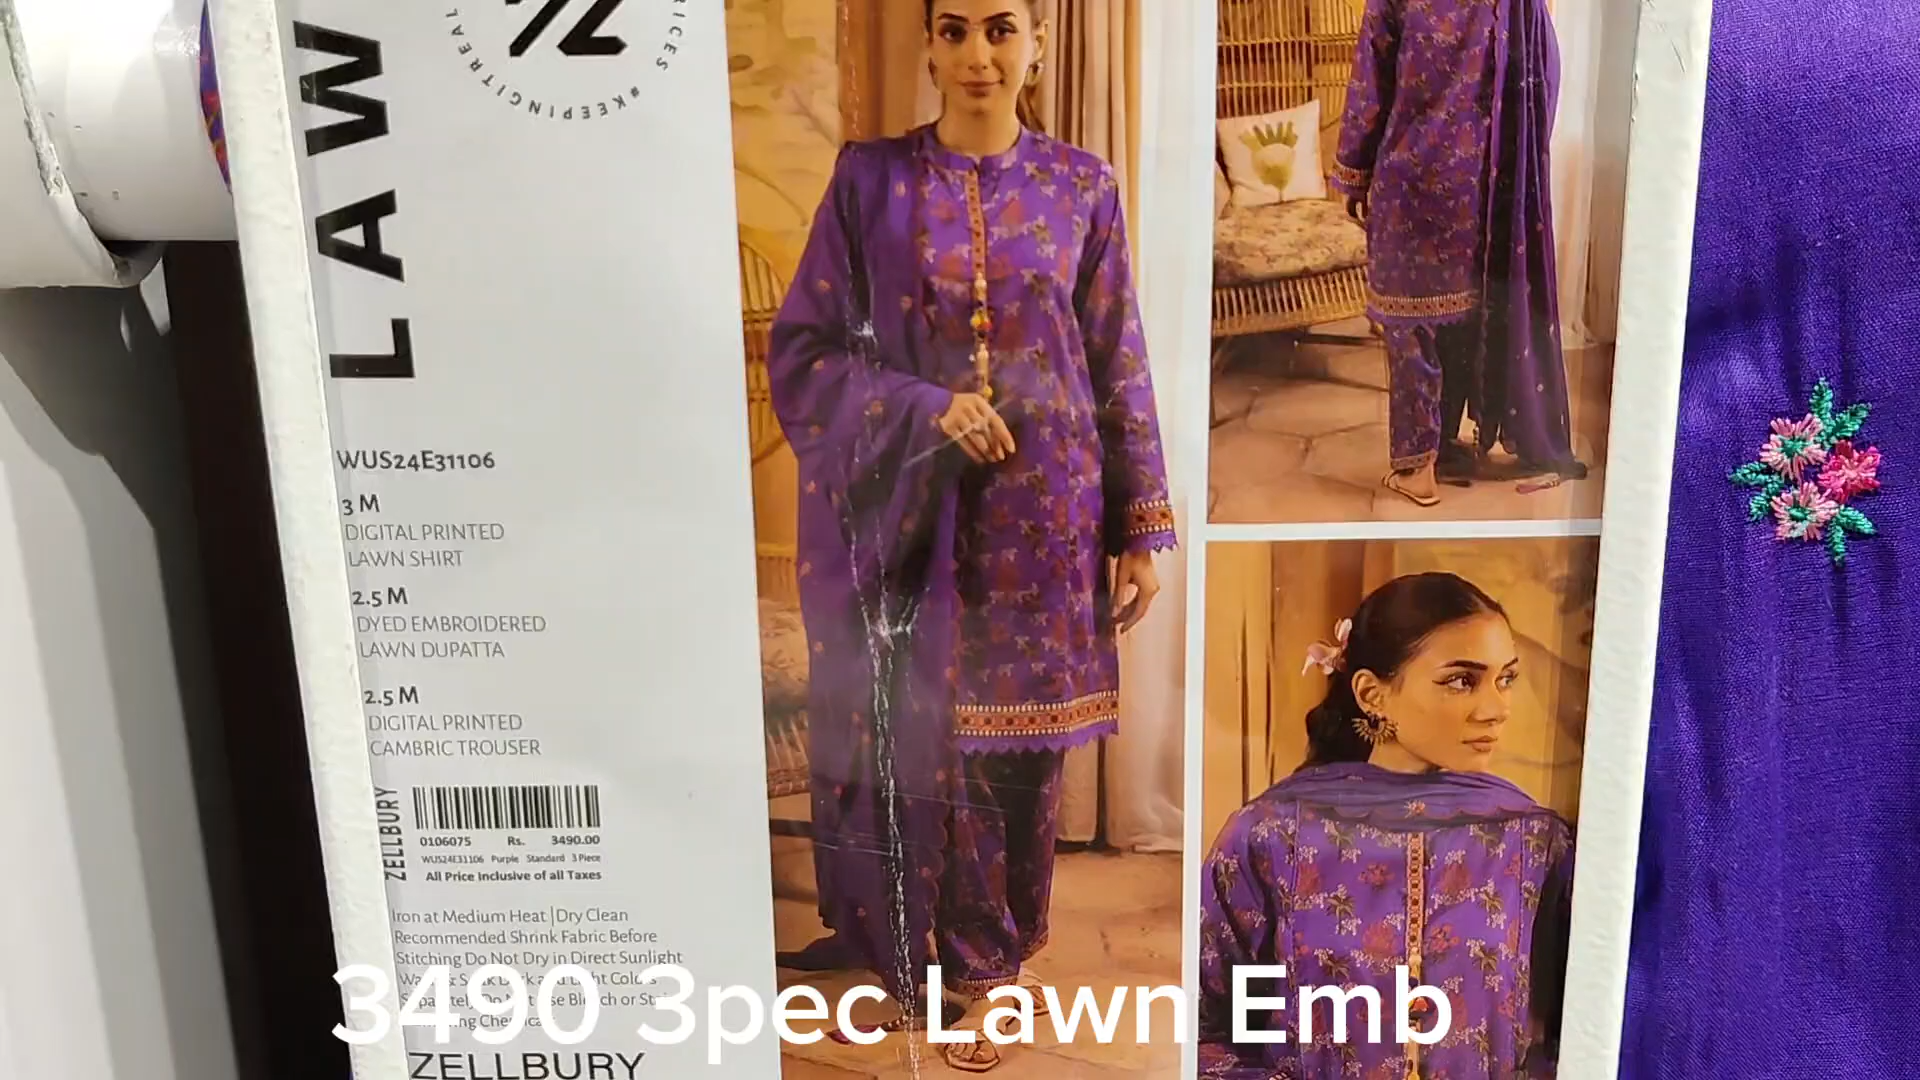 #KEEPINGITREAL
RICES
LAW
WUS24E31106
3 M
DIGITAL PRINTED
LAWN SHIRT
2.5 M
DYED EMBROIDERED
LAWN DUPATTA
2.5 M
DIGITAL PRINTED
CAMBRIC TROUSER
ZELLBURY
0106075 Rs. 3490.00
WUS24E31106 Purple Standard 3 Piece
All Price Inclusive of all Taxes
Iron at Medium Heat | Dry Clean
Recommended Shrink Fabric Before
Stitching Do Not Dry in Direct Sunlight
3490 3pec Lawn Emb
ZELLBURY